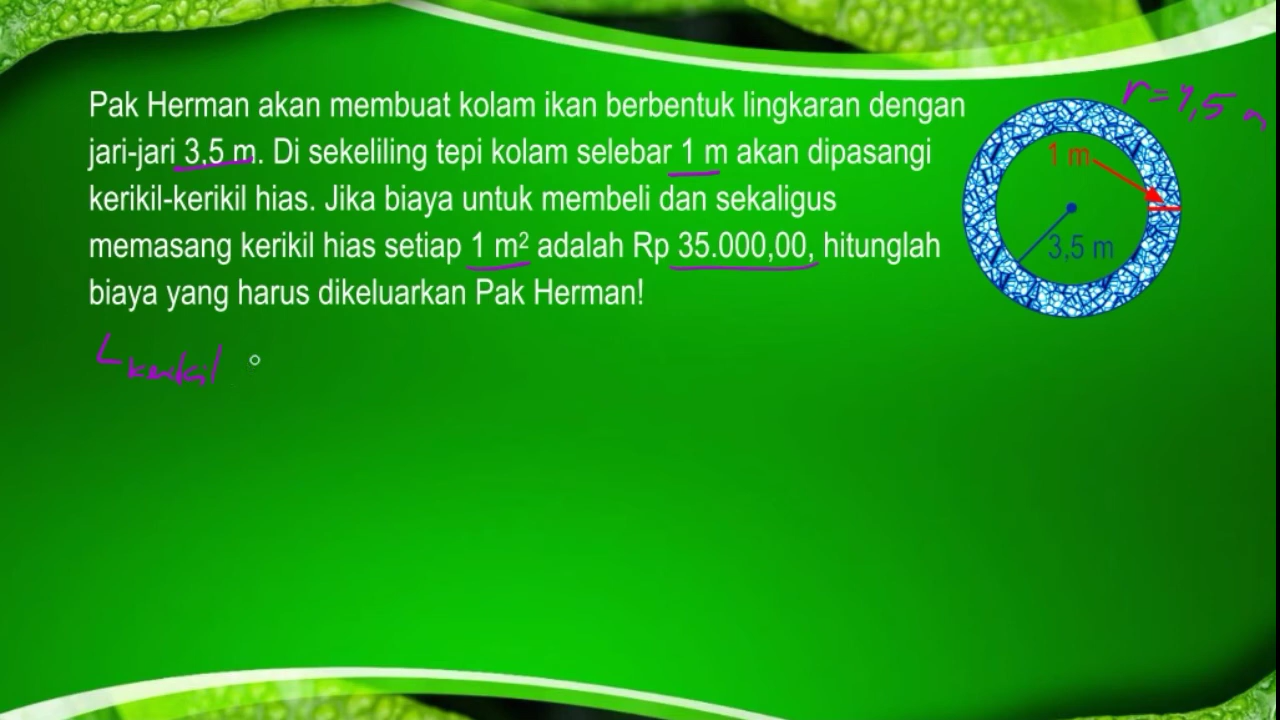 Pak Herman akan membuat kolam ikan berbentuk lingkaran dengan
jari-jari 3,5 m. Di sekeliling tepi kolam selebar 1 m akan dipasangi
kerikil-kerikil hias. Jika biaya untuk membeli dan sekaligus
memasang kerikil hias setiap 1 m² adalah Rp 35.000,00, hitunglah
biaya yang harus dikeluarkan Pak Herman!
r=4,5 m
1 m
3,5 m
L kerikil